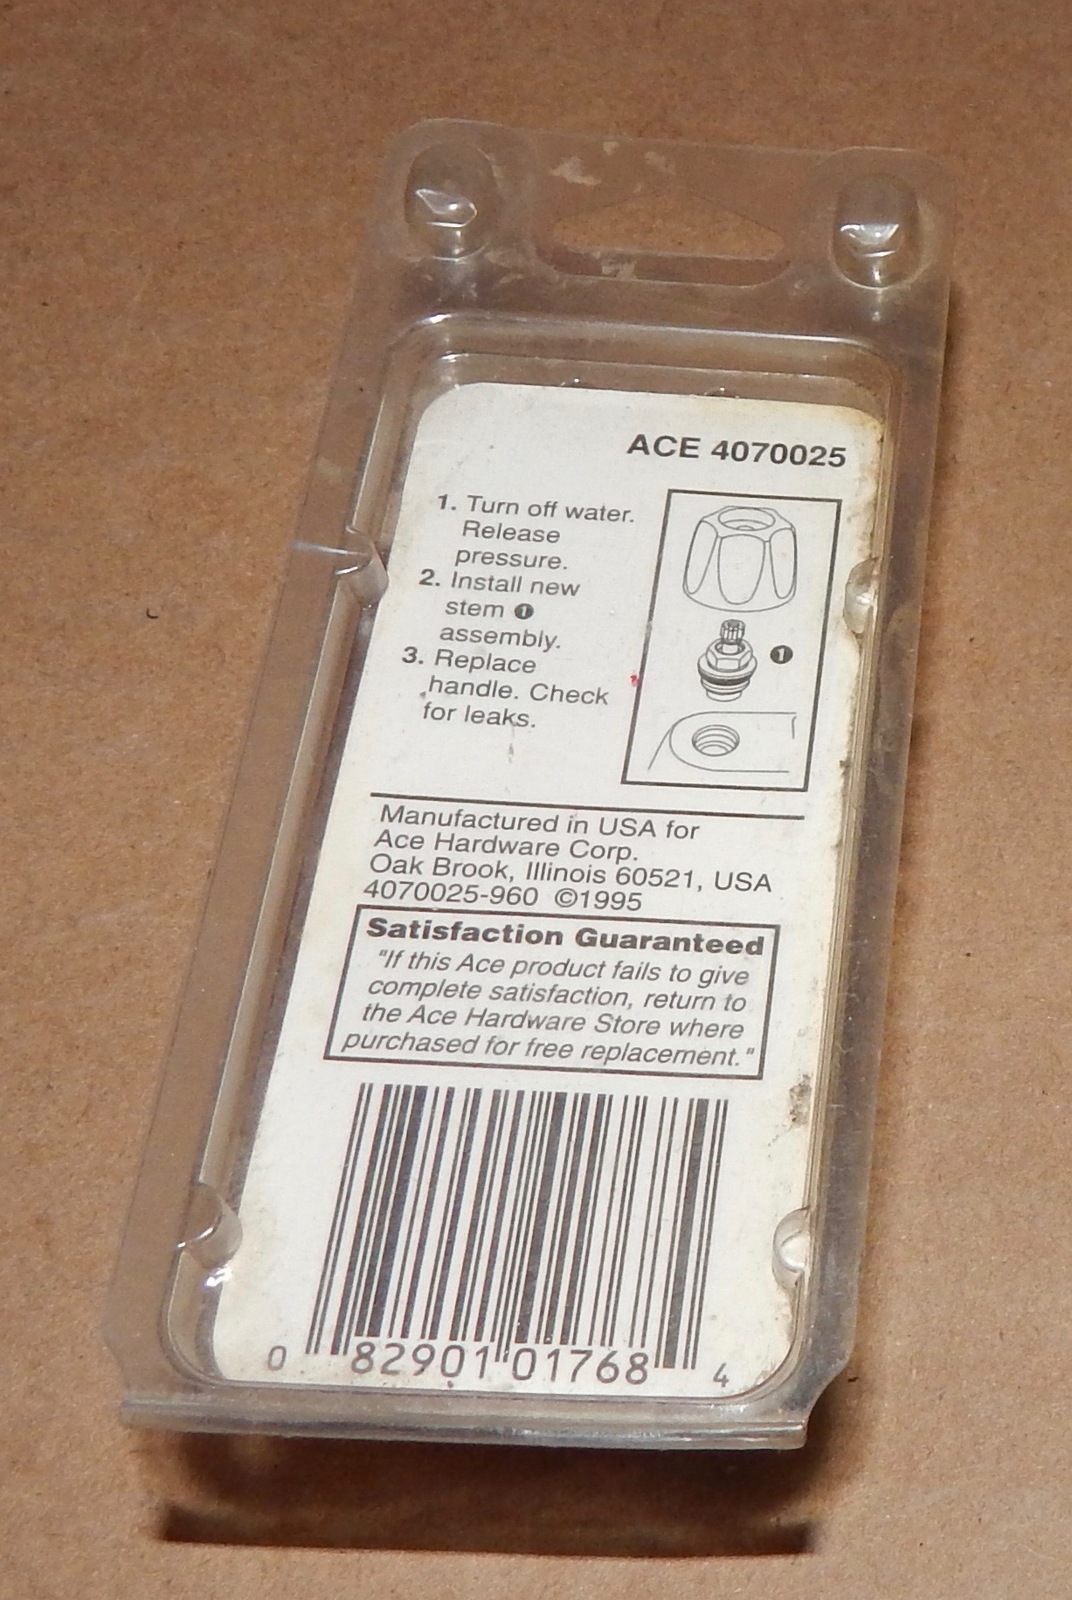 ACE 4070025
1. Turn off water.
Release
pressure.
2. Install new
stem ❶
assembly.
3. Replace
handle. Check
for leaks.
❶
Manufactured in USA for
Ace Hardware Corp.
Oak Brook, Illinois 60521, USA
4070025-960 ©1995
Satisfaction Guaranteed
"If this Ace product fails to give
complete satisfaction, return to
the Ace Hardware Store where
purchased for free replacement."
0 82901 01768 4